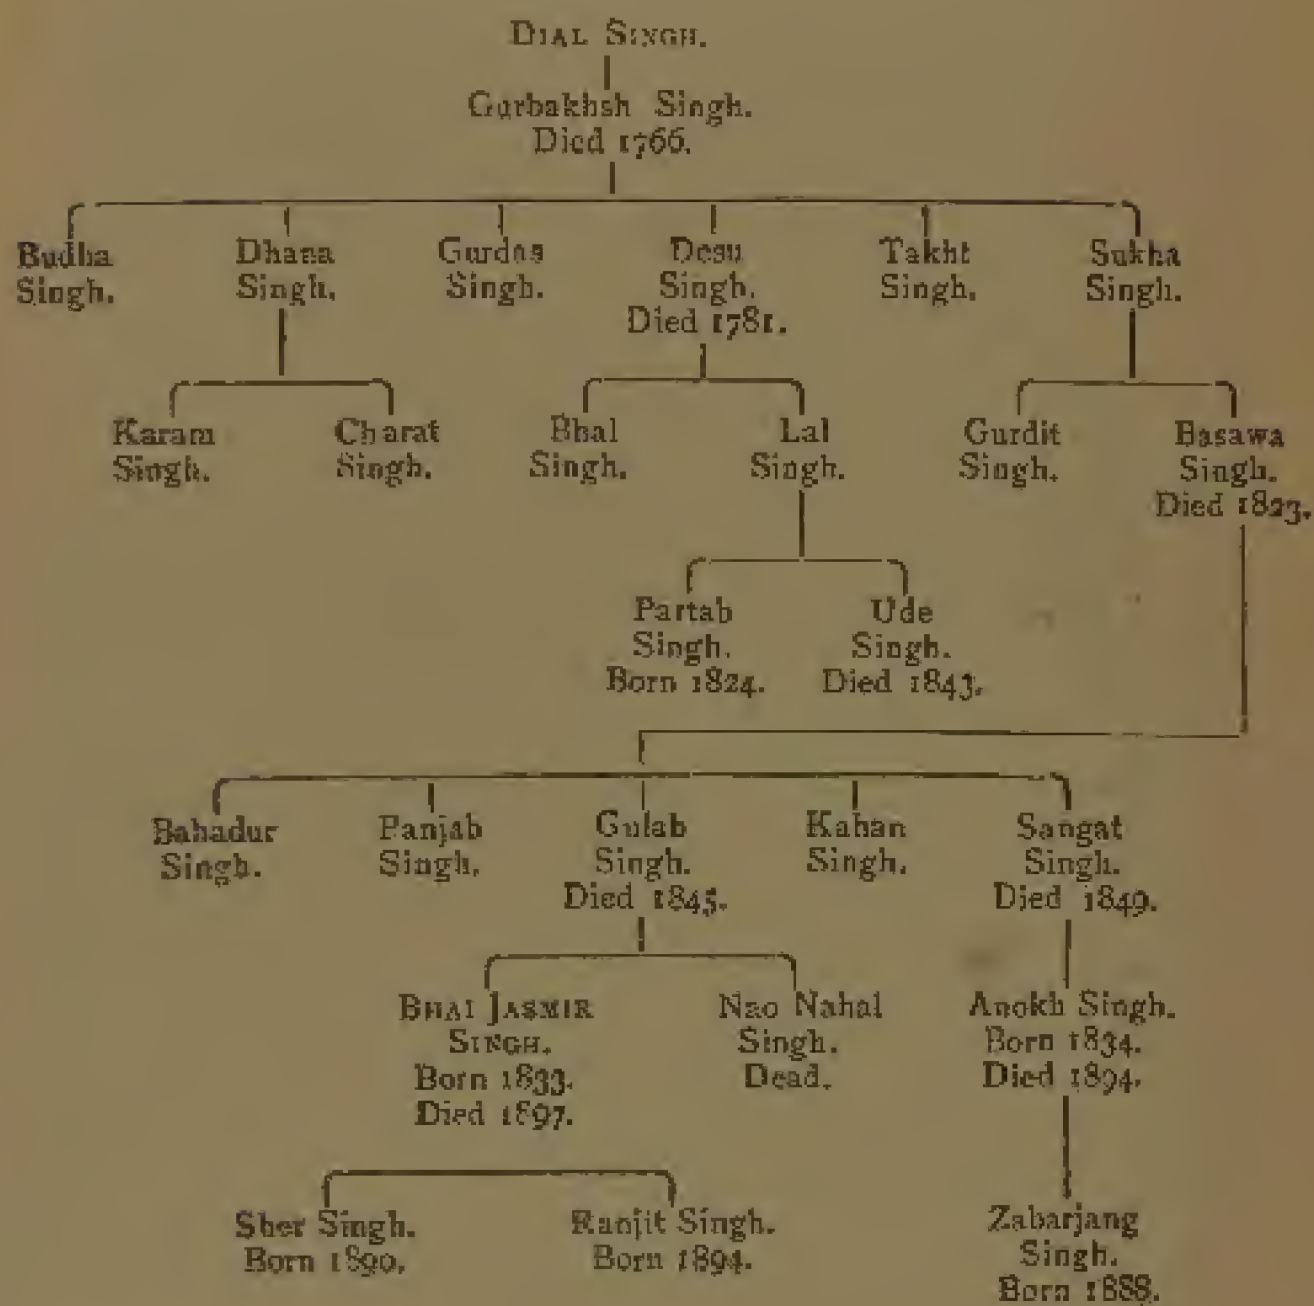 DIAL SINGH.
Gurbakhsh Singh.
Died 1766.
Budha Singh.
Dhana Singh.
Gurdas Singh.
Desu Singh.
Died 1781.
Takht Singh.
Sukha Singh.
Karam Singh.
Charat Singh.
Bhal Singh.
Lal Singh.
Gurdit Singh.
Basawa Singh.
Died 1823.
Partab Singh.
Born 1824.
Ude Singh.
Died 1843.
Bahadur Singh.
Panjab Singh.
Gulab Singh.
Died 1845.
Kahan Singh.
Sangat Singh.
Died 1849.
BHAI JASMIR
SINGH.
Born 1833.
Died 1897.
Nao Nahal
Singh.
Dead.
Anokh Singh.
Born 1834.
Died 1894.
Sher Singh.
Born 1890.
Ranjit Singh.
Born 1894.
Zabarjang
Singh.
Born 1888.